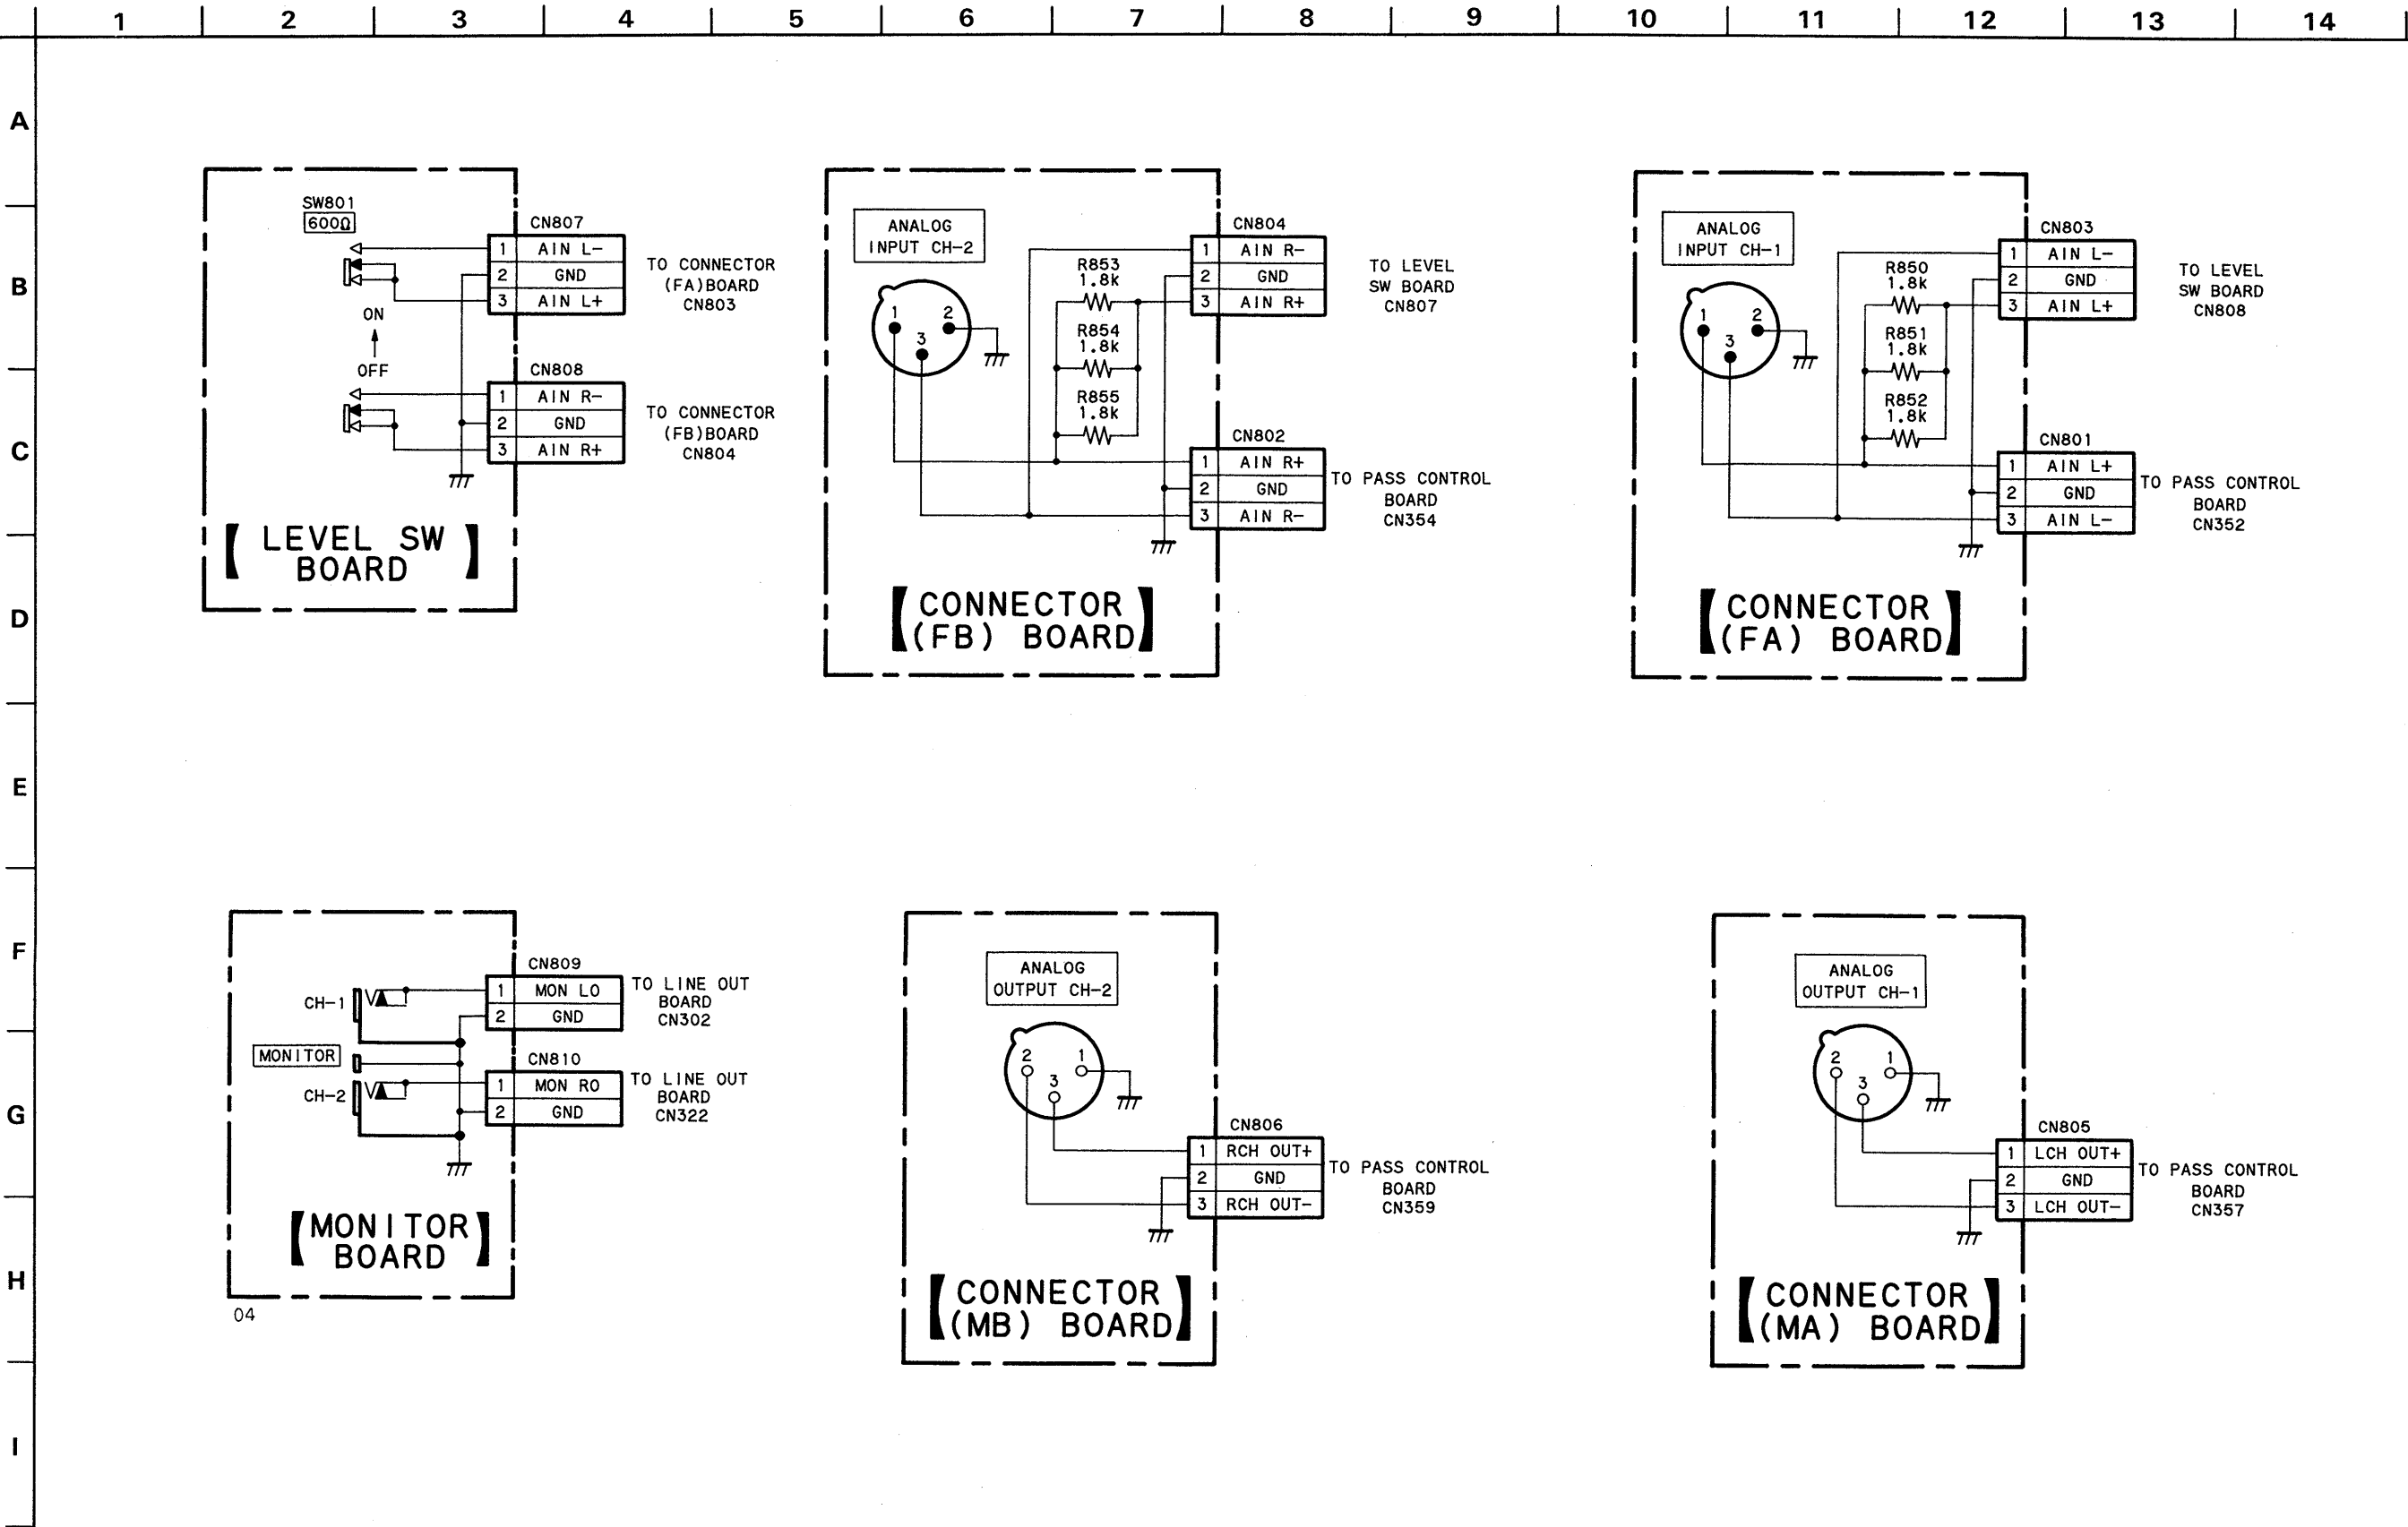 1 2 3 4 5 6 7 8 9 10 11 12 13 14
A
B
C
D
E
F
G
H
I
SW801
600Ω
ON
OFF
CN807
1 AIN L−
2 GND
3 AIN L+
TO CONNECTOR
(FA)BOARD
CN803
CN808
1 AIN R−
2 GND
3 AIN R+
TO CONNECTOR
(FB)BOARD
CN804
【LEVEL SW
BOARD】
ANALOG
INPUT CH-2
1 2
3
R853
1.8k
R854
1.8k
R855
1.8k
CN804
1 AIN R−
2 GND
3 AIN R+
TO LEVEL
SW BOARD
CN807
CN802
1 AIN R+
2 GND
3 AIN R−
TO PASS CONTROL
BOARD
CN354
【CONNECTOR
(FB) BOARD】
ANALOG
INPUT CH-1
1 2
3
R850
1.8k
R851
1.8k
R852
1.8k
CN803
1 AIN L−
2 GND
3 AIN L+
TO LEVEL
SW BOARD
CN808
CN801
1 AIN L+
2 GND
3 AIN L−
TO PASS CONTROL
BOARD
CN352
【CONNECTOR
(FA) BOARD】
CH-1
MONITOR
CH-2
CN809
1 MON LO
2 GND
TO LINE OUT
BOARD
CN302
CN810
1 MON RO
2 GND
TO LINE OUT
BOARD
CN322
【MONITOR
BOARD】
04
ANALOG
OUTPUT CH-2
2 1
3
CN806
1 RCH OUT+
2 GND
3 RCH OUT−
TO PASS CONTROL
BOARD
CN359
【CONNECTOR
(MB) BOARD】
ANALOG
OUTPUT CH-1
2 1
3
CN805
1 LCH OUT+
2 GND
3 LCH OUT−
TO PASS CONTROL
BOARD
CN357
【CONNECTOR
(MA) BOARD】